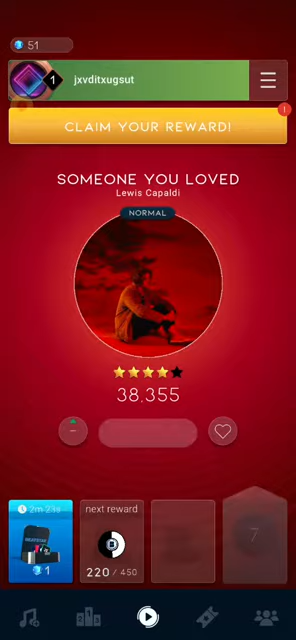 51
1
jxvditxugsut
!
CLAIM YOUR REWARD!
SOMEONE YOU LOVED
Lewis Capaldi
NORMAL
38,355
2m 23s
next reward
BEATSTAR
1
220 / 450
7